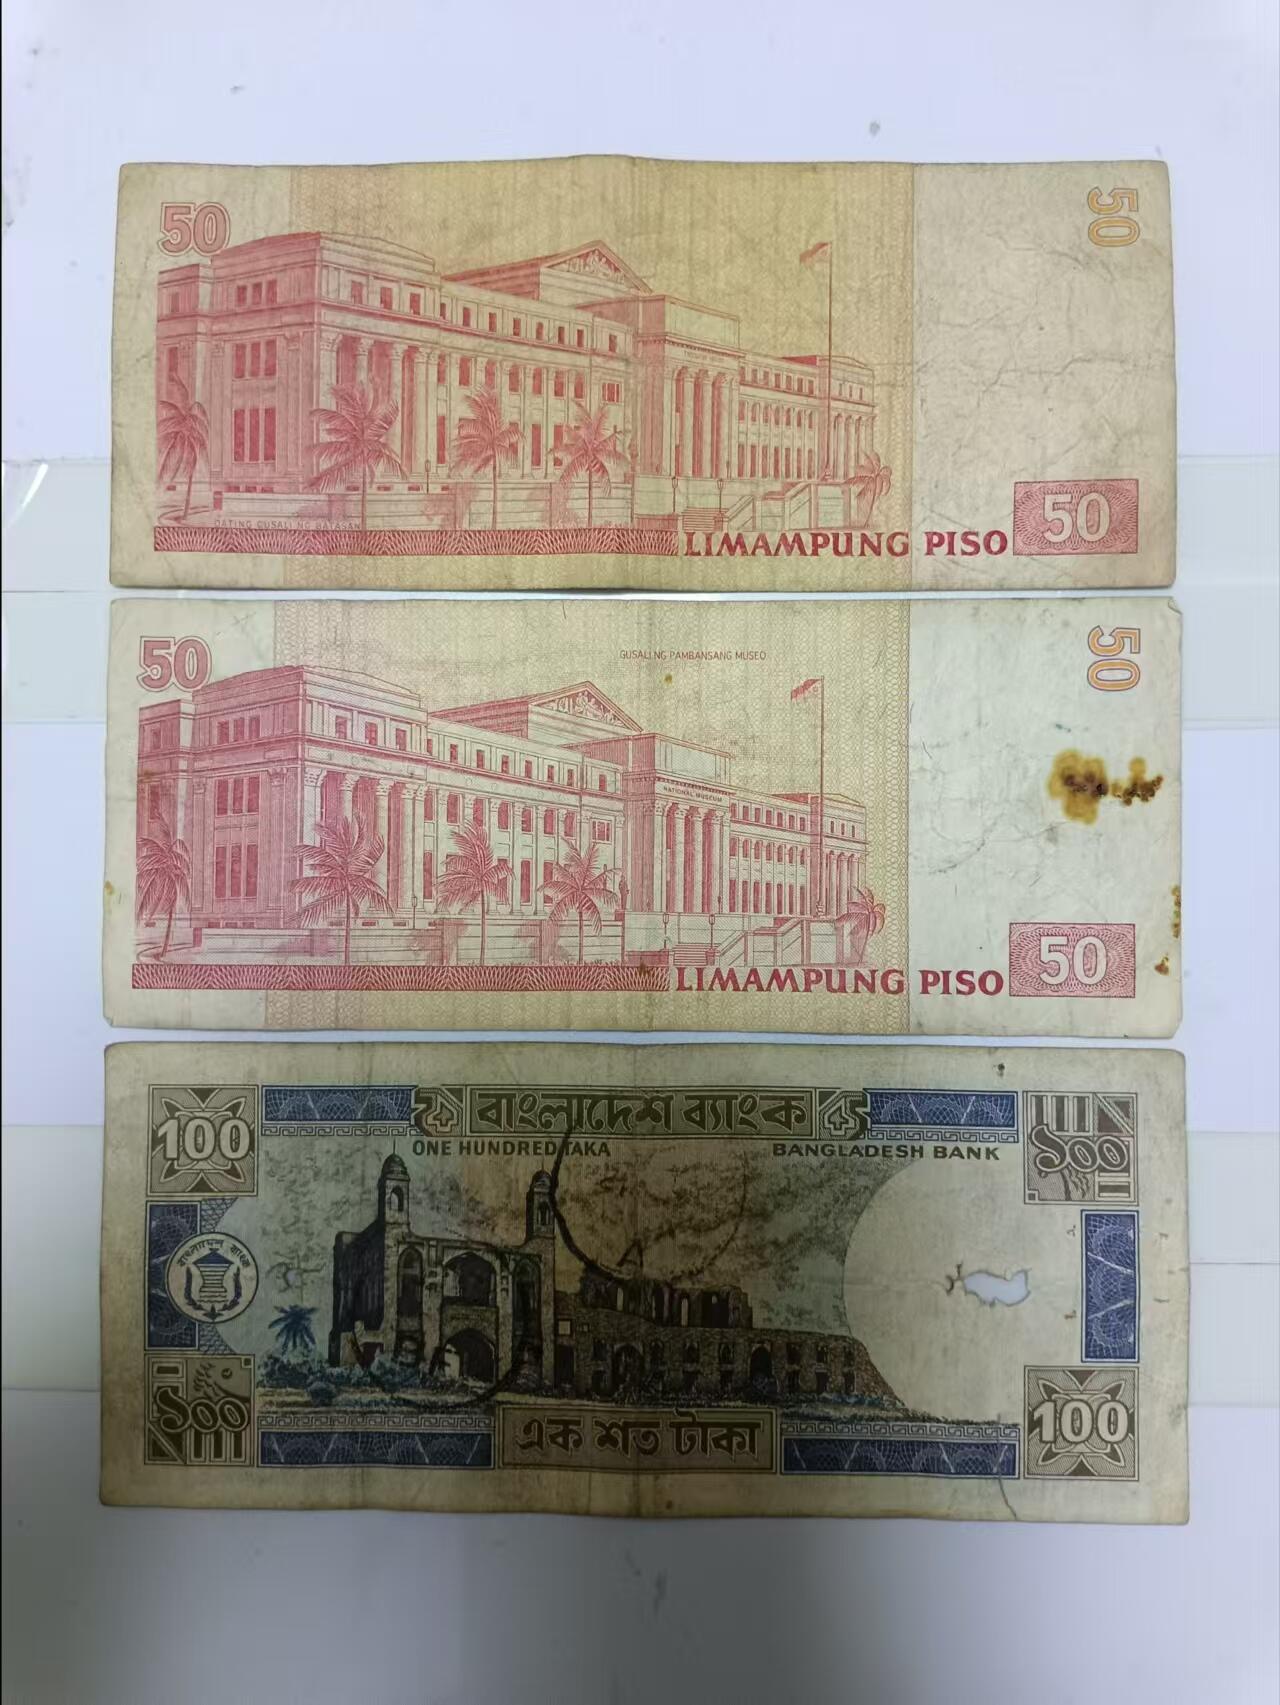 50
50
DATING GUSALI NG BATASAN
LIMAMPUNG PISO
50
50
GUSALI NG PAMBANSANG MUSEO
50
NATIONAL MUSEUM
LIMAMPUNG PISO
50
100
বাংলাদেশ ব্যাংক
১০০
ONE HUNDRED TAKA
BANGLADESH BANK
বাংলাদেশ ব্যাংক
১০০
এক শত টাকা
100